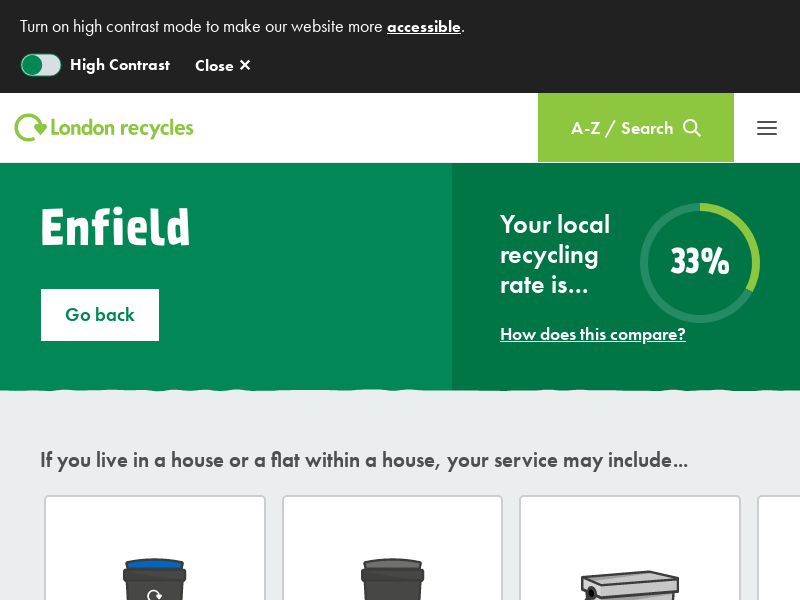 Turn on high contrast mode to make our website more accessible.
High Contrast
Close ✕
London recycles
A-Z / Search
Enfield
Go back
Your local
recycling
rate is...
33%
How does this compare?
If you live in a house or a flat within a house, your service may include...